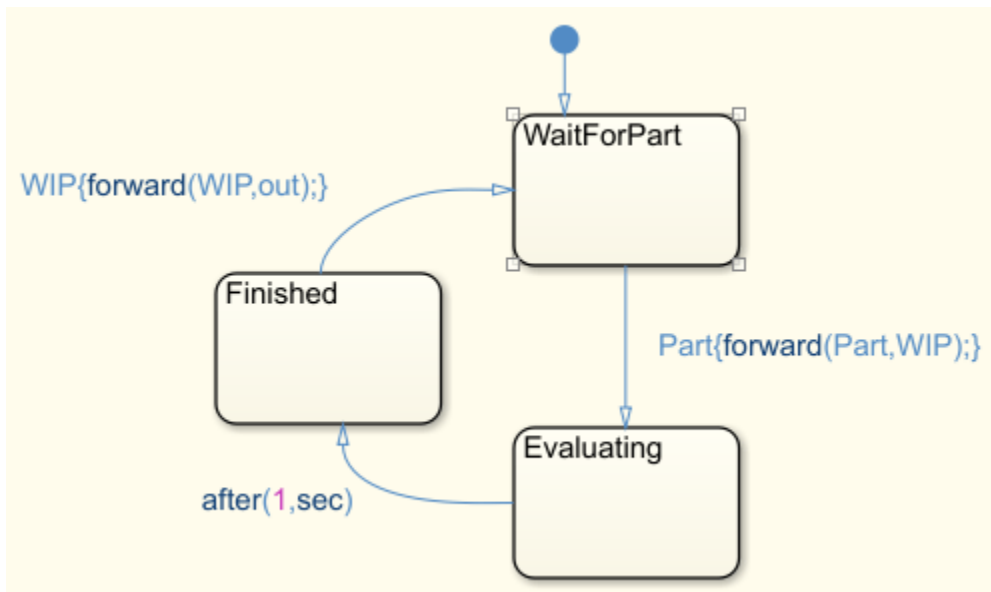 WaitForPart
WIP{forward(WIP,out);}
Finished
Part{forward(Part,WIP);}
Evaluating
after(1,sec)